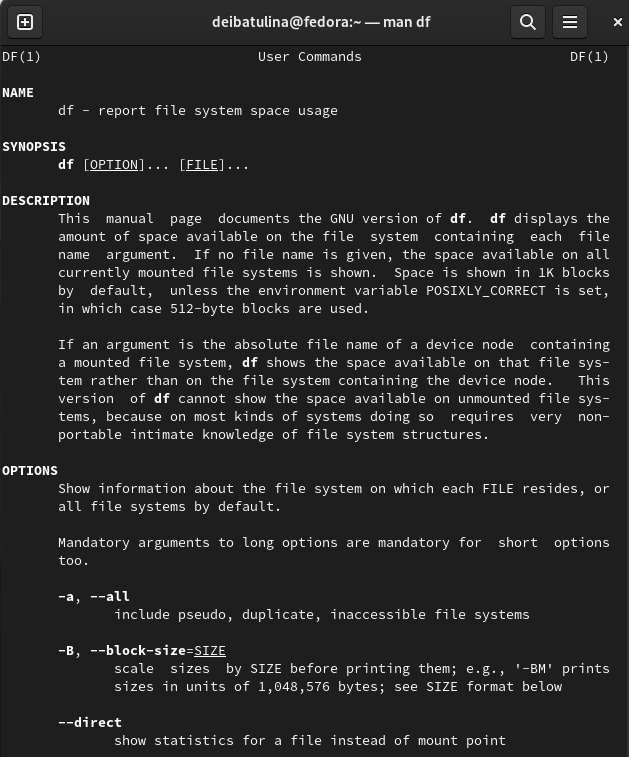 deibatulina@fedora:~ — man df
DF(1) User Commands DF(1)
NAME
df - report file system space usage
SYNOPSIS
df [OPTION]... [FILE]...
DESCRIPTION
This manual page documents the GNU version of df. df displays the
amount of space available on the file system containing each file
name argument. If no file name is given, the space available on all
currently mounted file systems is shown. Space is shown in 1K blocks
by default, unless the environment variable POSIXLY_CORRECT is set,
in which case 512-byte blocks are used.
If an argument is the absolute file name of a device node containing
a mounted file system, df shows the space available on that file sys-
tem rather than on the file system containing the device node. This
version of df cannot show the space available on unmounted file sys-
tems, because on most kinds of systems doing so requires very non-
portable intimate knowledge of file system structures.
OPTIONS
Show information about the file system on which each FILE resides, or
all file systems by default.
Mandatory arguments to long options are mandatory for short options
too.
-a, --all
include pseudo, duplicate, inaccessible file systems
-B, --block-size=SIZE
scale sizes by SIZE before printing them; e.g., '-BM' prints
sizes in units of 1,048,576 bytes; see SIZE format below
--direct
show statistics for a file instead of mount point